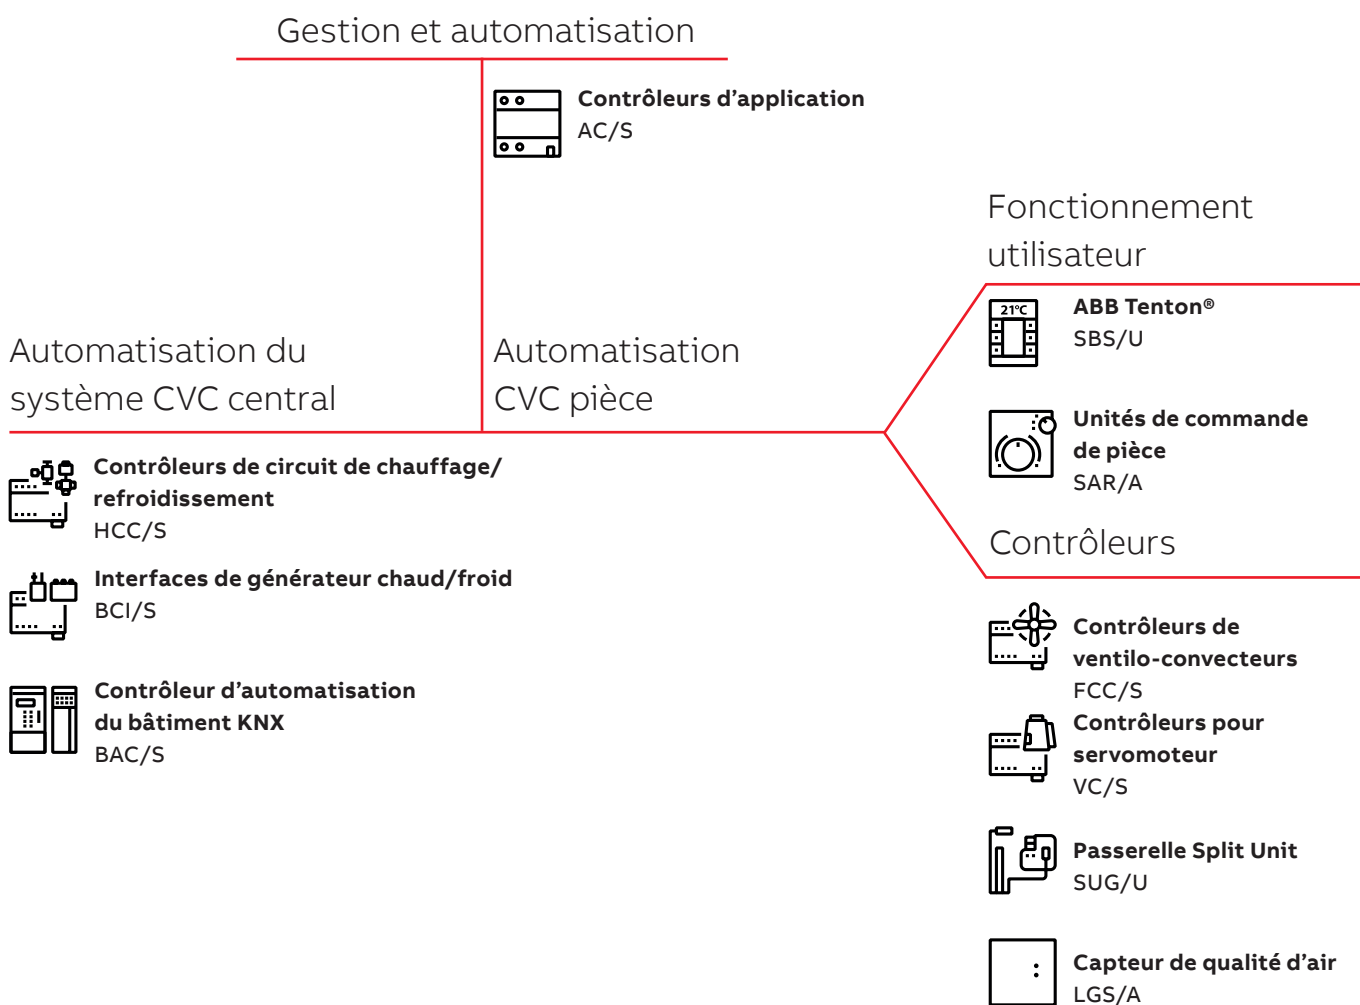 Gestion et automatisation
Contrôleurs d’application
AC/S
Automatisation du
système CVC central
Contrôleurs de circuit de chauffage/
refroidissement
HCC/S
Interfaces de générateur chaud/froid
BCI/S
Contrôleur d’automatisation
du bâtiment KNX
BAC/S
Automatisation
CVC pièce
Fonctionnement
utilisateur
21°C
ABB Tenton®
SBS/U
Unités de commande
de pièce
SAR/A
Contrôleurs
Contrôleurs de
ventilo-convecteurs
FCC/S
Contrôleurs pour
servomoteur
VC/S
Passerelle Split Unit
SUG/U
Capteur de qualité d’air
LGS/A